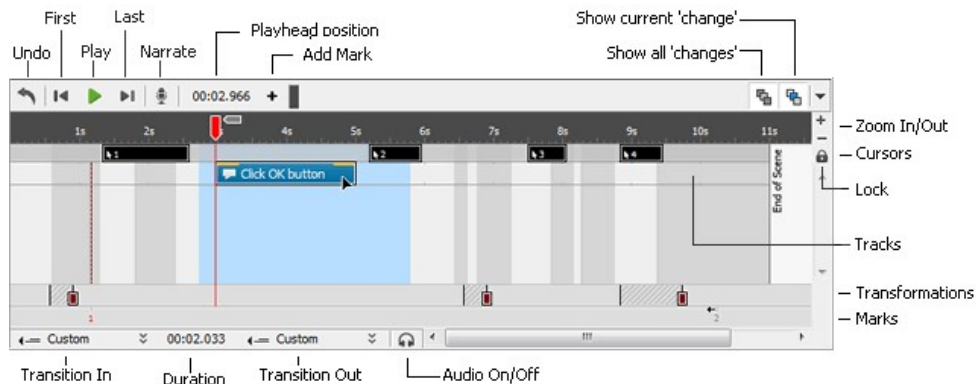 First
Last
Playhead position
Show current 'change'
Undo
Play
Narrate
Add Mark
Show all 'changes'
00:02.966
1s
2s
4s
5s
6s
7s
8s
9s
10s
11s
Zoom In/Out
1
2
3
4
Cursors
Click OK button
End of Scene
Lock
Tracks
Transformations
1
2
Marks
Custom
00:02.033
Custom
Transition In
Duration
Transition Out
Audio On/Off